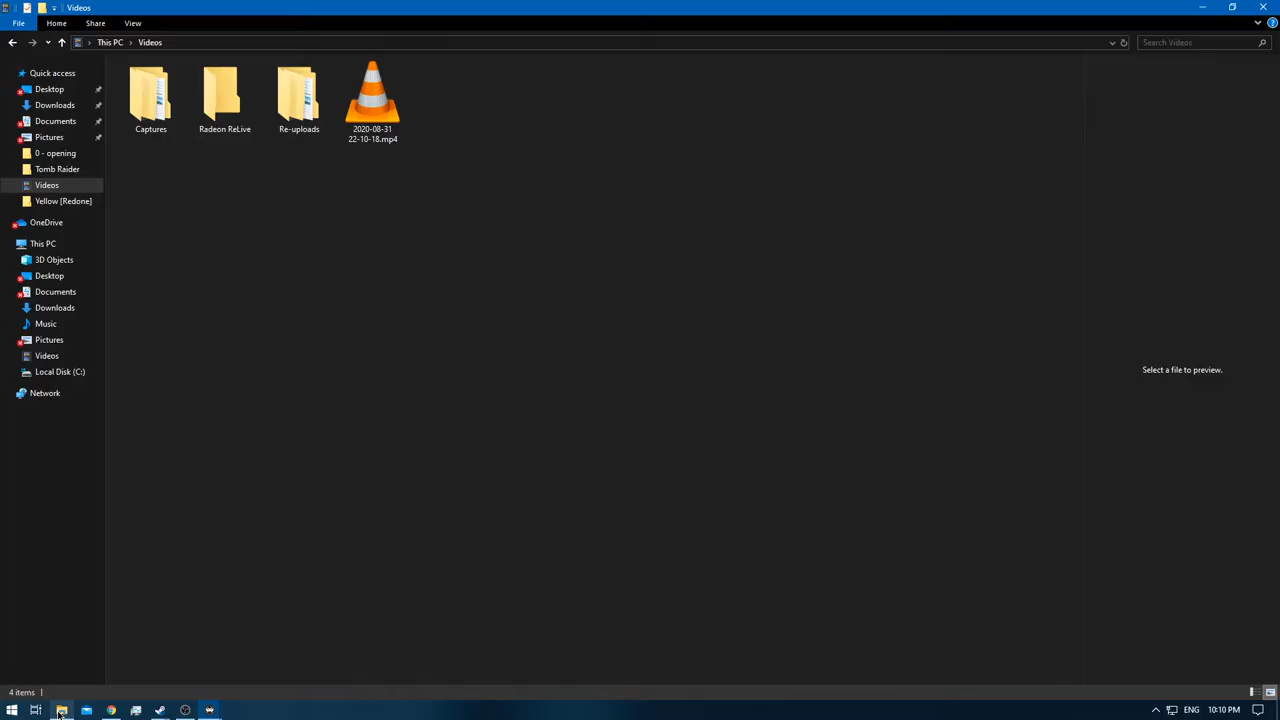 Videos
File Home Share View
This PC Videos Search Videos
Quick access
Desktop
Downloads
Documents
Pictures
0 - opening
Tomb Raider
Videos
Yellow [Redone]
OneDrive
This PC
3D Objects
Desktop
Documents
Downloads
Music
Pictures
Videos
Local Disk (C:)
Network
Captures
Radeon ReLive
Re-uploads
2020-08-31
22-10-18.mp4
Select a file to preview.
4 items
ENG 10:10 PM